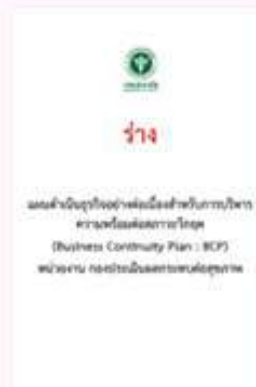 ร่าง
แผนดำเนินธุรกิจอย่างต่อเนื่องสำหรับการบริหาร
ความพร้อมต่อสภาวะวิกฤต
(Business Continuity Plan : BCP)
หน่วยงาน กองประเมินผลกระทบต่อสุขภาพ